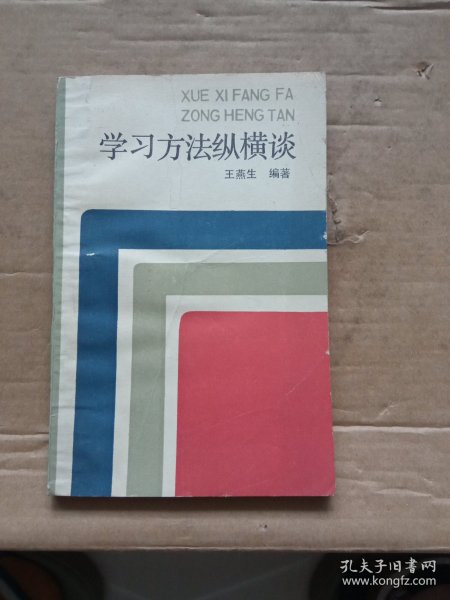 XUE XI FANG FA
ZONG HENG TAN
学习方法纵横谈
王燕生 编著
孔夫子旧书网
www.kongfz.com